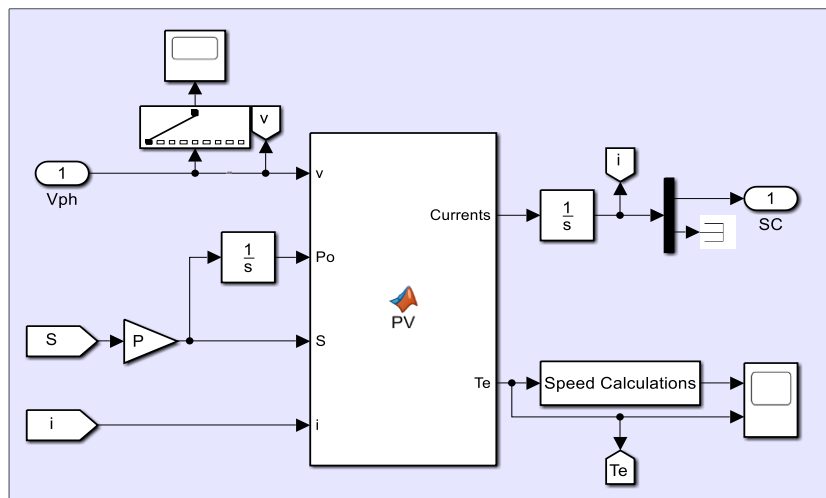 v
1
Vph
v
i
1
s
1
SC
Currents
1
s
Po
PV
S
P
S
Te
Speed Calculations
i
i
Te